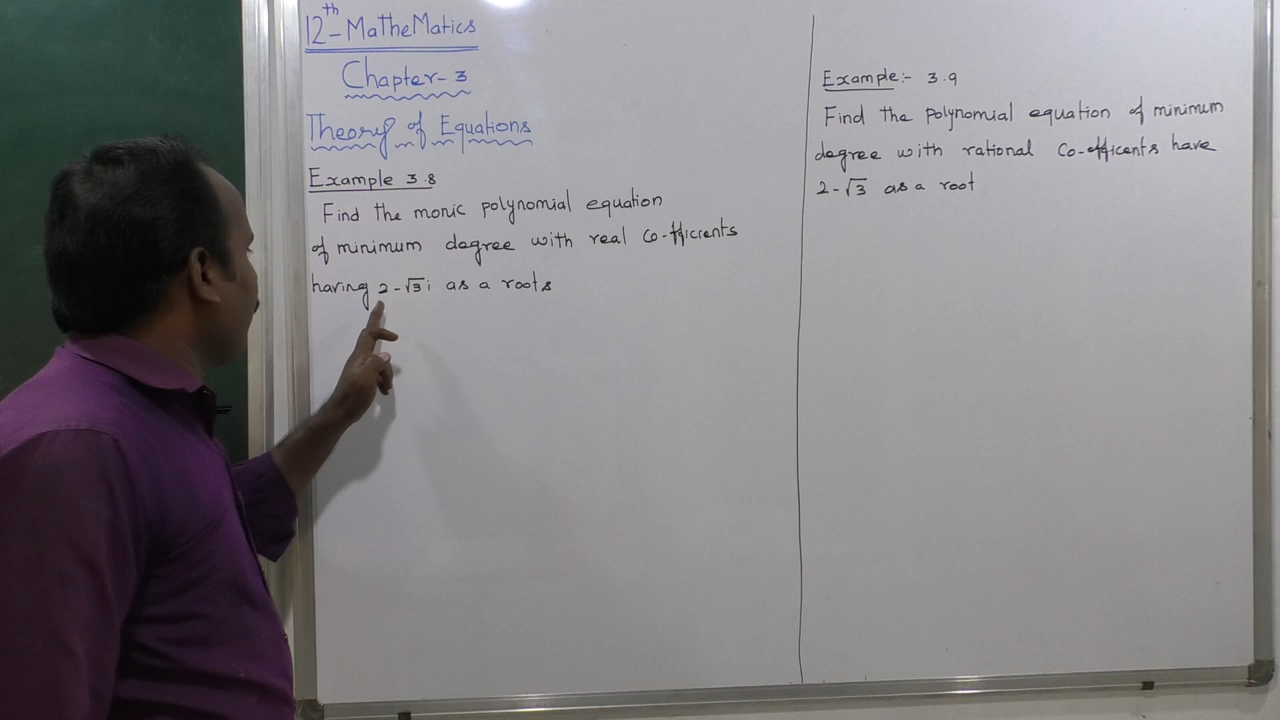 12th - MatheMatics
Chapter - 3
Theory of Equations
Example 3.8
Find the monic polynomial equation
of minimum degree with real co-efficients
having 2-√3i as a roots
Example:- 3.9
Find the polynomial equation of minimum
degree with rational co-efficents have
2-√3 as a root